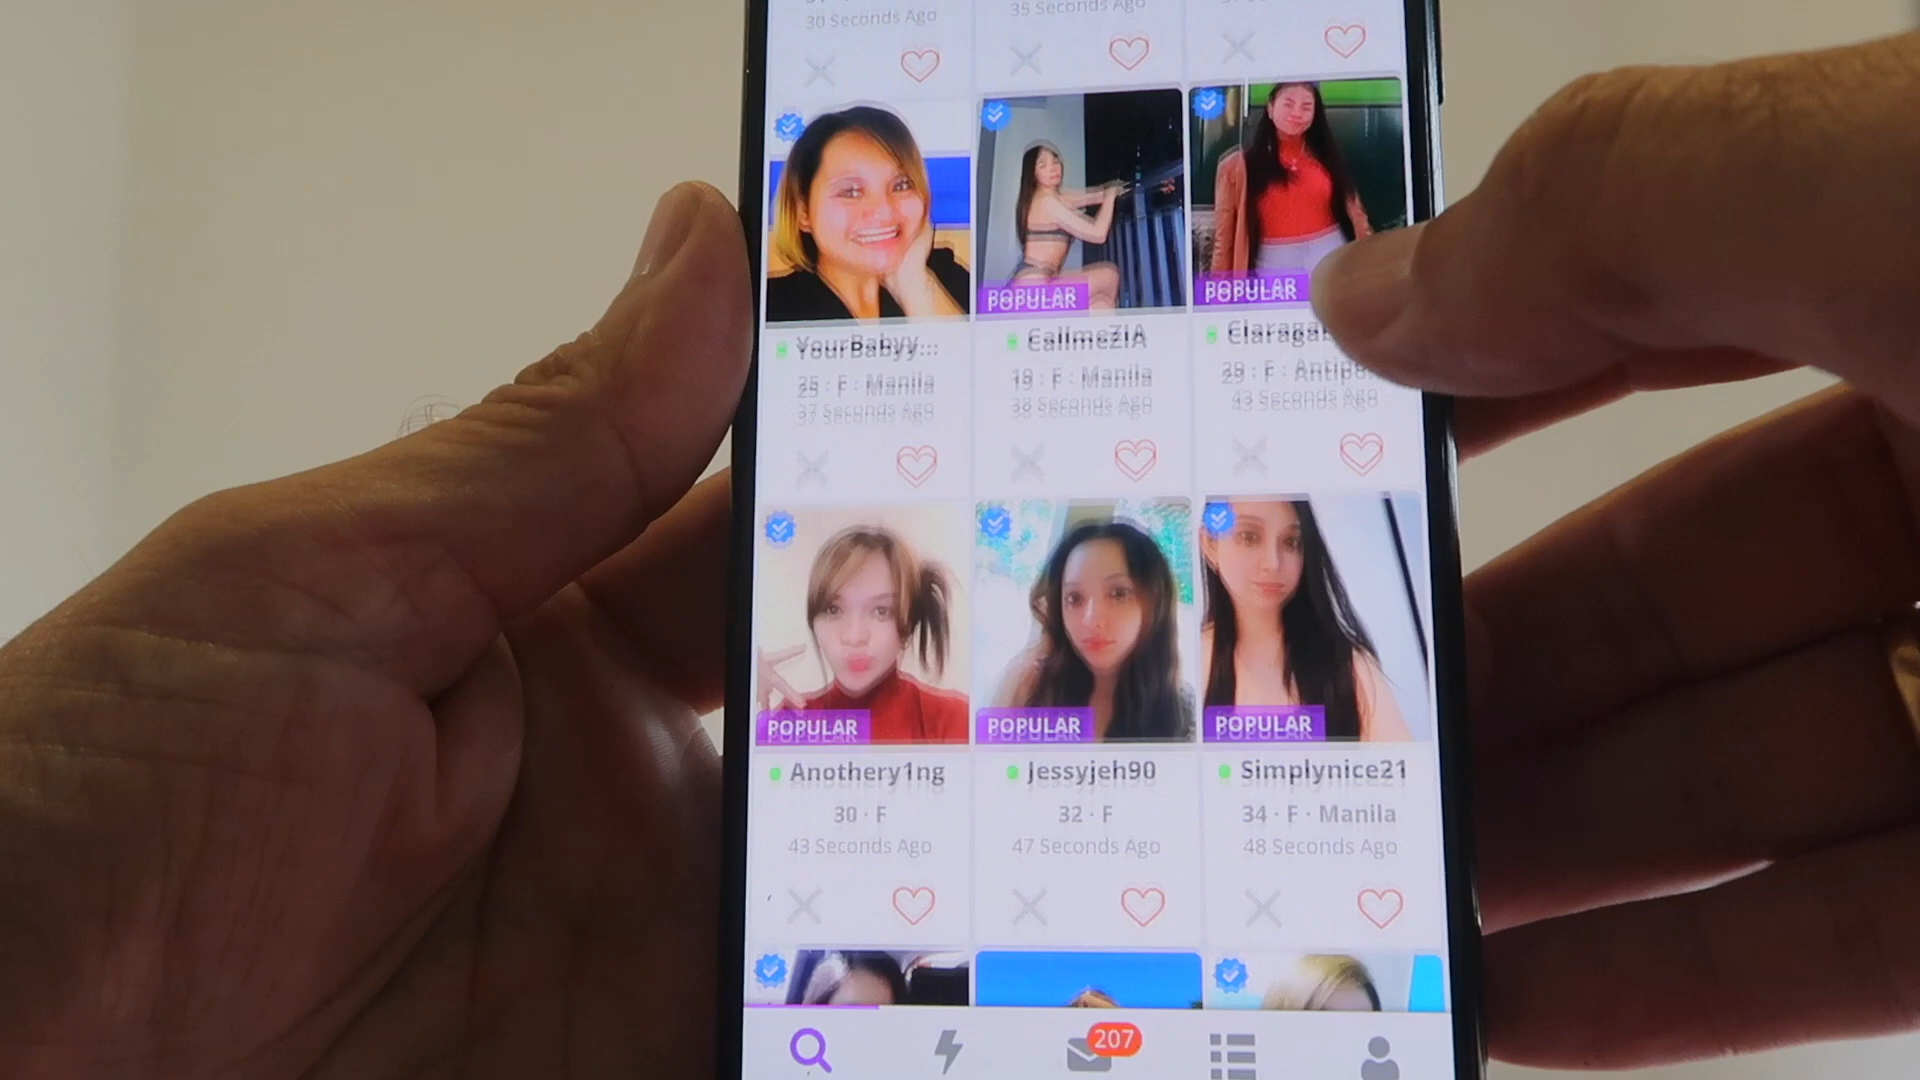 30 Seconds Ago
35 Seconds Ago
POPULAR
POPULAR
YourBabyy...
CallmeZIA
25 · F · Manila
19 · F · Manila
29 · F · Antipo
37 Seconds Ago
38 Seconds Ago
43 Seconds Ago
POPULAR
POPULAR
POPULAR
Anothery1ng
Jessyjeh90
Simplynice21
30 · F
32 · F
34 · F · Manila
43 Seconds Ago
47 Seconds Ago
48 Seconds Ago
207